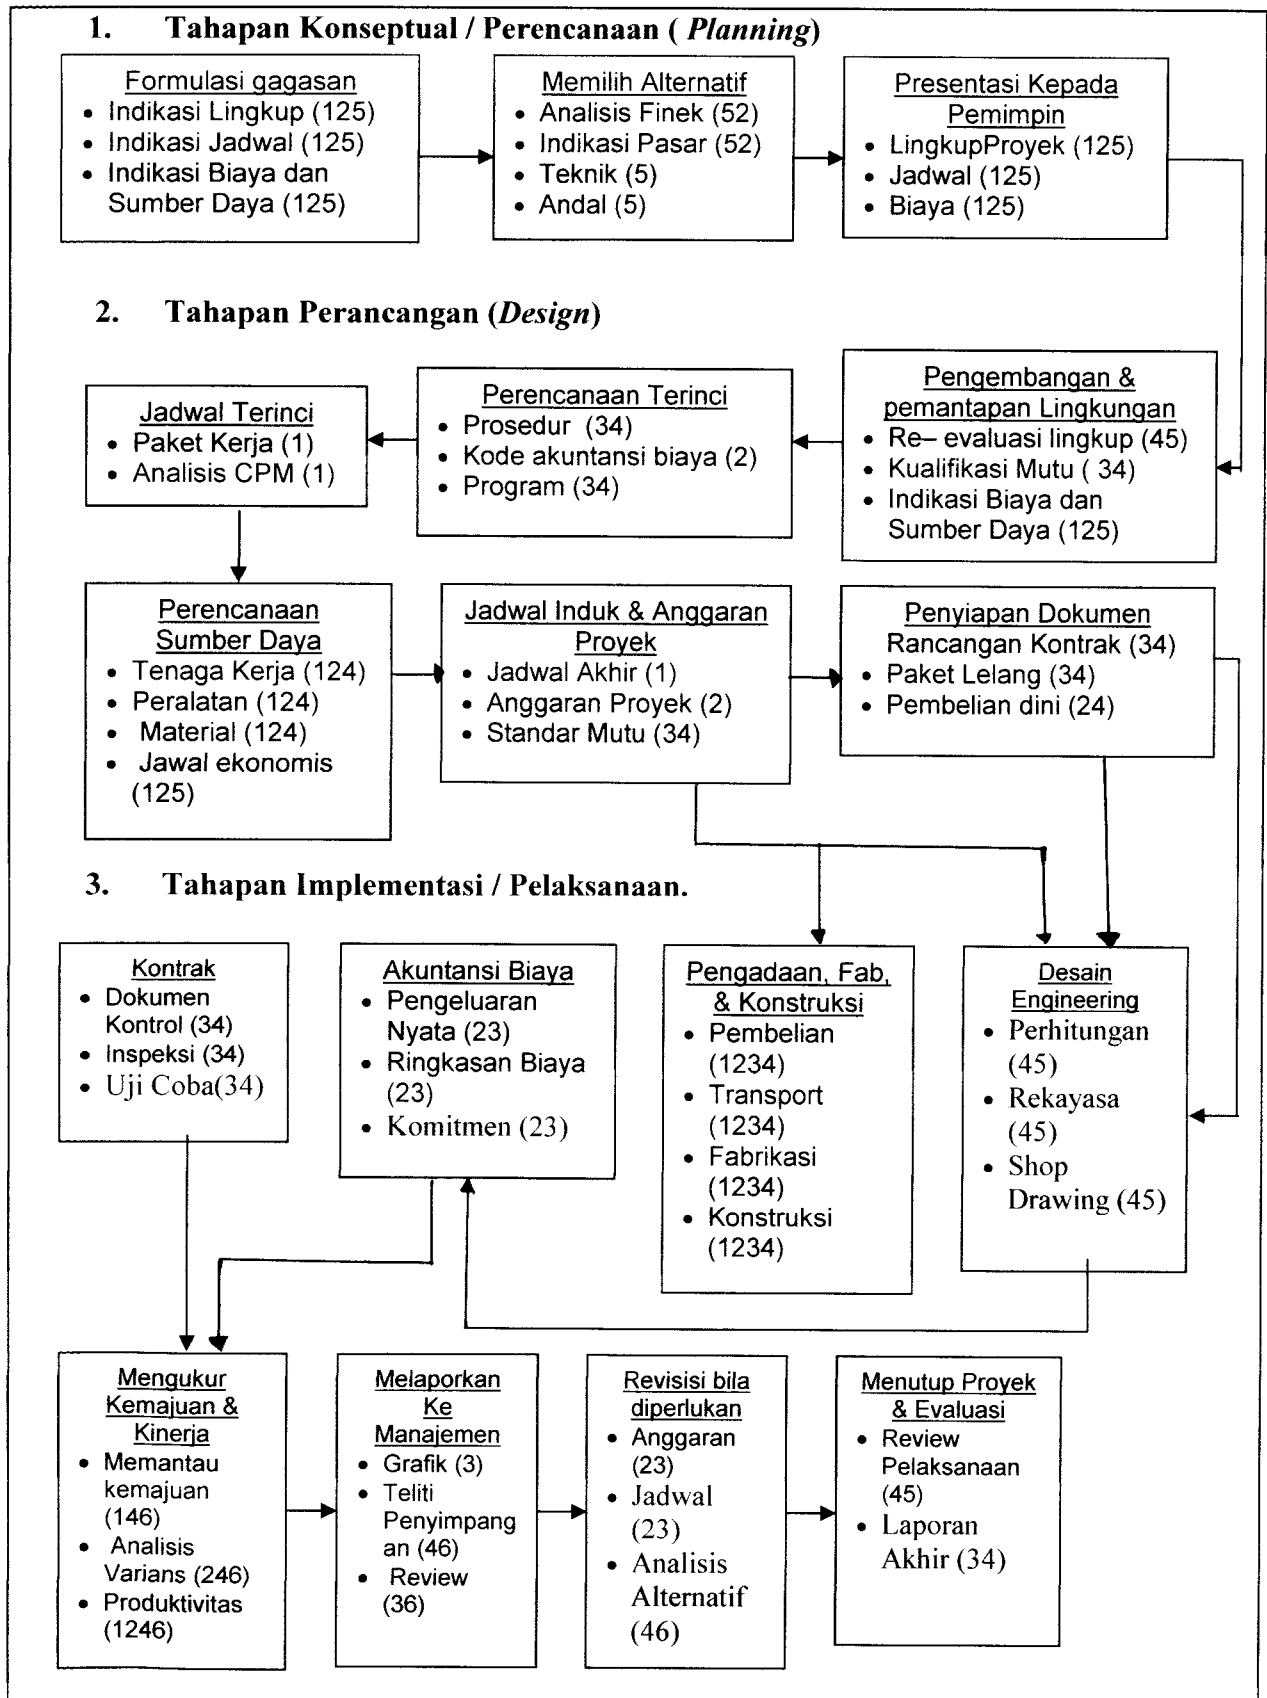 1. Tahapan Konseptual / Perencanaan ( Planning)
Formulasi gagasan
• Indikasi Lingkup (125)
• Indikasi Jadwal (125)
• Indikasi Biaya dan
Sumber Daya (125)
Memilih Alternatif
• Analisis Finek (52)
• Indikasi Pasar (52)
• Teknik (5)
• Andal (5)
Presentasi Kepada
Pemimpin
• LingkupProyek (125)
• Jadwal (125)
• Biaya (125)
2. Tahapan Perancangan (Design)
Pengembangan &
pemantapan Lingkungan
• Re– evaluasi lingkup (45)
• Kualifikasi Mutu ( 34)
• Indikasi Biaya dan
Sumber Daya (125)
Perencanaan Terinci
• Prosedur (34)
• Kode akuntansi biaya (2)
• Program (34)
Jadwal Terinci
• Paket Kerja (1)
• Analisis CPM (1)
Perencanaan
Sumber Daya
• Tenaga Kerja (124)
• Peralatan (124)
• Material (124)
• Jawal ekonomis
(125)
Jadwal Induk & Anggaran
Proyek
• Jadwal Akhir (1)
• Anggaran Proyek (2)
• Standar Mutu (34)
Penyiapan Dokumen
Rancangan Kontrak (34)
• Paket Lelang (34)
• Pembelian dini (24)
3. Tahapan Implementasi / Pelaksanaan.
Kontrak
• Dokumen
Kontrol (34)
• Inspeksi (34)
• Uji Coba(34)
Akuntansi Biaya
• Pengeluaran
Nyata (23)
• Ringkasan Biaya
(23)
• Komitmen (23)
Pengadaan, Fab,
& Konstruksi
• Pembelian
(1234)
• Transport
(1234)
• Fabrikasi
(1234)
• Konstruksi
(1234)
Desain
Engineering
• Perhitungan
(45)
• Rekayasa
(45)
• Shop
Drawing (45)
Mengukur
Kemajuan &
Kinerja
• Memantau
kemajuan
(146)
• Analisis
Varians (246)
• Produktivitas
(1246)
Melaporkan
Ke
Manajemen
• Grafik (3)
• Teliti
Penyimpang
an (46)
• Review
(36)
Revisisi bila
diperlukan
• Anggaran
(23)
• Jadwal
(23)
• Analisis
Alternatif
(46)
Menutup Proyek
& Evaluasi
• Review
Pelaksanaan
(45)
• Laporan
Akhir (34)